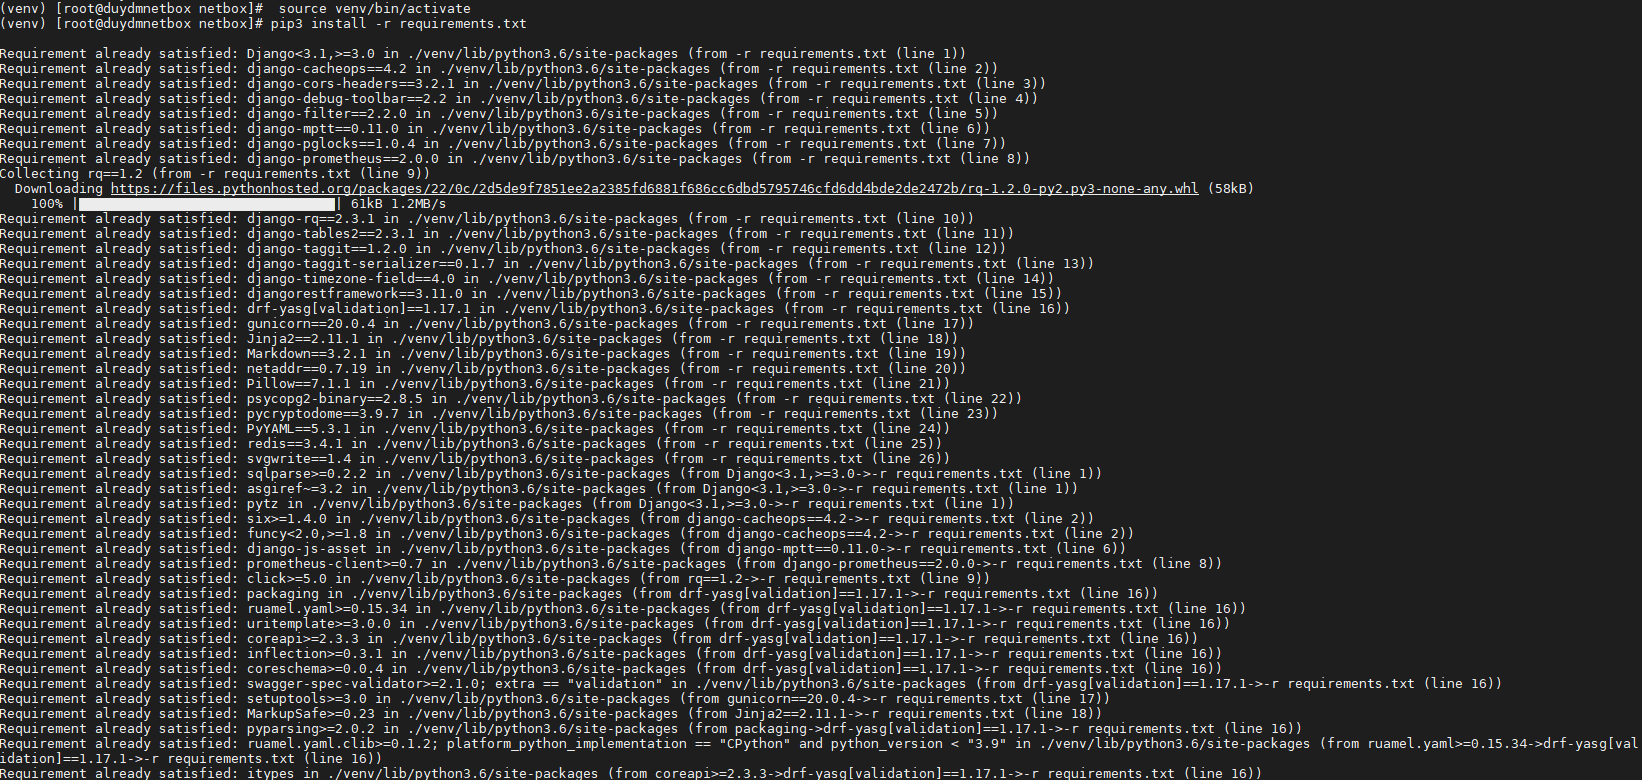 (venv) [root@duydmnetbox netbox]#  source venv/bin/activate
(venv) [root@duydmnetbox netbox]# pip3 install -r requirements.txt
Requirement already satisfied: Django<3.1,>=3.0 in ./venv/lib/python3.6/site-packages (from -r requirements.txt (line 1))
Requirement already satisfied: django-cacheops==4.2 in ./venv/lib/python3.6/site-packages (from -r requirements.txt (line 2))
Requirement already satisfied: django-cors-headers==3.2.1 in ./venv/lib/python3.6/site-packages (from -r requirements.txt (line 3))
Requirement already satisfied: django-debug-toolbar==2.2 in ./venv/lib/python3.6/site-packages (from -r requirements.txt (line 4))
Requirement already satisfied: django-filter==2.2.0 in ./venv/lib/python3.6/site-packages (from -r requirements.txt (line 5))
Requirement already satisfied: django-mptt==0.11.0 in ./venv/lib/python3.6/site-packages (from -r requirements.txt (line 6))
Requirement already satisfied: django-pglocks==1.0.4 in ./venv/lib/python3.6/site-packages (from -r requirements.txt (line 7))
Requirement already satisfied: django-prometheus==2.0.0 in ./venv/lib/python3.6/site-packages (from -r requirements.txt (line 8))
Collecting rq==1.2 (from -r requirements.txt (line 9))
  Downloading https://files.pythonhosted.org/packages/22/0c/2d5de9f7851ee2a2385fd6881f686cc6dbd5795746cfd6dd4bde2de2472b/rq-1.2.0-py2.py3-none-any.whl (58kB)
    100% || 61kB 1.2MB/s
Requirement already satisfied: django-rq==2.3.1 in ./venv/lib/python3.6/site-packages (from -r requirements.txt (line 10))
Requirement already satisfied: django-tables2==2.3.1 in ./venv/lib/python3.6/site-packages (from -r requirements.txt (line 11))
Requirement already satisfied: django-taggit==1.2.0 in ./venv/lib/python3.6/site-packages (from -r requirements.txt (line 12))
Requirement already satisfied: django-taggit-serializer==0.1.7 in ./venv/lib/python3.6/site-packages (from -r requirements.txt (line 13))
Requirement already satisfied: django-timezone-field==4.0 in ./venv/lib/python3.6/site-packages (from -r requirements.txt (line 14))
Requirement already satisfied: djangorestframework==3.11.0 in ./venv/lib/python3.6/site-packages (from -r requirements.txt (line 15))
Requirement already satisfied: drf-yasg[validation]==1.17.1 in ./venv/lib/python3.6/site-packages (from -r requirements.txt (line 16))
Requirement already satisfied: gunicorn==20.0.4 in ./venv/lib/python3.6/site-packages (from -r requirements.txt (line 17))
Requirement already satisfied: Jinja2==2.11.1 in ./venv/lib/python3.6/site-packages (from -r requirements.txt (line 18))
Requirement already satisfied: Markdown==3.2.1 in ./venv/lib/python3.6/site-packages (from -r requirements.txt (line 19))
Requirement already satisfied: netaddr==0.7.19 in ./venv/lib/python3.6/site-packages (from -r requirements.txt (line 20))
Requirement already satisfied: Pillow==7.1.1 in ./venv/lib/python3.6/site-packages (from -r requirements.txt (line 21))
Requirement already satisfied: psycopg2-binary==2.8.5 in ./venv/lib/python3.6/site-packages (from -r requirements.txt (line 22))
Requirement already satisfied: pycryptodome==3.9.7 in ./venv/lib/python3.6/site-packages (from -r requirements.txt (line 23))
Requirement already satisfied: PyYAML==5.3.1 in ./venv/lib/python3.6/site-packages (from -r requirements.txt (line 24))
Requirement already satisfied: redis==3.4.1 in ./venv/lib/python3.6/site-packages (from -r requirements.txt (line 25))
Requirement already satisfied: svgwrite==1.4 in ./venv/lib/python3.6/site-packages (from -r requirements.txt (line 26))
Requirement already satisfied: sqlparse>=0.2.2 in ./venv/lib/python3.6/site-packages (from Django<3.1,>=3.0->-r requirements.txt (line 1))
Requirement already satisfied: asgiref~=3.2 in ./venv/lib/python3.6/site-packages (from Django<3.1,>=3.0->-r requirements.txt (line 1))
Requirement already satisfied: pytz in ./venv/lib/python3.6/site-packages (from Django<3.1,>=3.0->-r requirements.txt (line 1))
Requirement already satisfied: six>=1.4.0 in ./venv/lib/python3.6/site-packages (from django-cacheops==4.2->-r requirements.txt (line 2))
Requirement already satisfied: funcy<2.0,>=1.8 in ./venv/lib/python3.6/site-packages (from django-cacheops==4.2->-r requirements.txt (line 2))
Requirement already satisfied: django-js-asset in ./venv/lib/python3.6/site-packages (from django-mptt==0.11.0->-r requirements.txt (line 6))
Requirement already satisfied: prometheus-client>=0.7 in ./venv/lib/python3.6/site-packages (from django-prometheus==2.0.0->-r requirements.txt (line 8))
Requirement already satisfied: click>=5.0 in ./venv/lib/python3.6/site-packages (from rq==1.2->-r requirements.txt (line 9))
Requirement already satisfied: packaging in ./venv/lib/python3.6/site-packages (from drf-yasg[validation]==1.17.1->-r requirements.txt (line 16))
Requirement already satisfied: ruamel.yaml>=0.15.34 in ./venv/lib/python3.6/site-packages (from drf-yasg[validation]==1.17.1->-r requirements.txt (line 16))
Requirement already satisfied: uritemplate>=3.0.0 in ./venv/lib/python3.6/site-packages (from drf-yasg[validation]==1.17.1->-r requirements.txt (line 16))
Requirement already satisfied: coreapi>=2.3.3 in ./venv/lib/python3.6/site-packages (from drf-yasg[validation]==1.17.1->-r requirements.txt (line 16))
Requirement already satisfied: inflection>=0.3.1 in ./venv/lib/python3.6/site-packages (from drf-yasg[validation]==1.17.1->-r requirements.txt (line 16))
Requirement already satisfied: coreschema>=0.0.4 in ./venv/lib/python3.6/site-packages (from drf-yasg[validation]==1.17.1->-r requirements.txt (line 16))
Requirement already satisfied: swagger-spec-validator>=2.1.0; extra == "validation" in ./venv/lib/python3.6/site-packages (from drf-yasg[validation]==1.17.1->-r requirements.txt (line 16))
Requirement already satisfied: setuptools>=3.0 in ./venv/lib/python3.6/site-packages (from gunicorn==20.0.4->-r requirements.txt (line 17))
Requirement already satisfied: MarkupSafe>=0.23 in ./venv/lib/python3.6/site-packages (from Jinja2==2.11.1->-r requirements.txt (line 18))
Requirement already satisfied: pyparsing>=2.0.2 in ./venv/lib/python3.6/site-packages (from packaging->drf-yasg[validation]==1.17.1->-r requirements.txt (line 16))
Requirement already satisfied: ruamel.yaml.clib>=0.1.2; platform_python_implementation == "CPython" and python_version < "3.9" in ./venv/lib/python3.6/site-packages (from ruamel.yaml>=0.15.34->drf-yasg[val
idation]==1.17.1->-r requirements.txt (line 16))
Requirement already satisfied: itypes in ./venv/lib/python3.6/site-packages (from coreapi>=2.3.3->drf-yasg[validation]==1.17.1->-r requirements.txt (line 16))